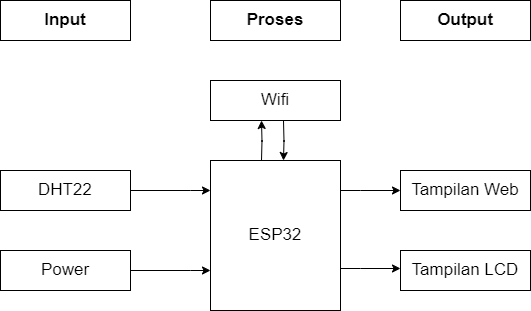 Input
Proses
Output
Wifi
DHT22
ESP32
Tampilan Web
Power
Tampilan LCD